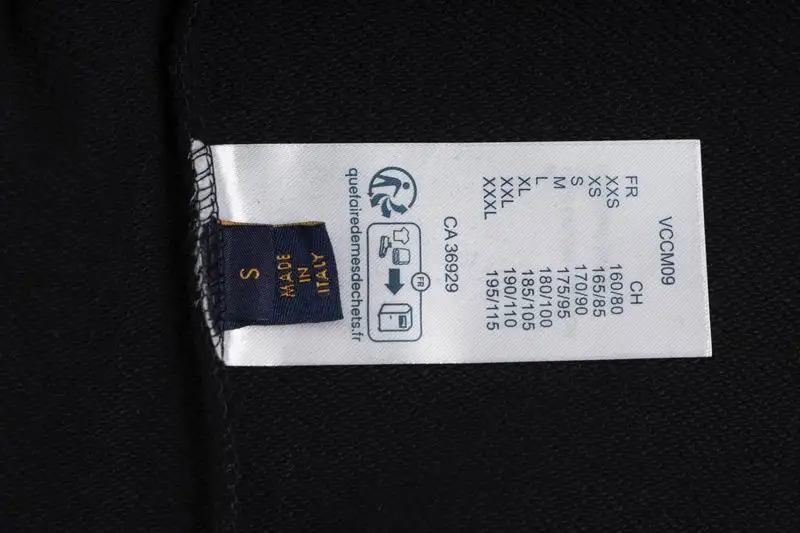 VCCM09
FR CH
XXS 160/80
XS 165/85
S 170/90
M 175/95
L 180/100
XL 185/105
XXL 190/110
XXXL 195/115
CA 36929
FR
quefairedemesdechets.fr
S
MADE
IN
ITALY